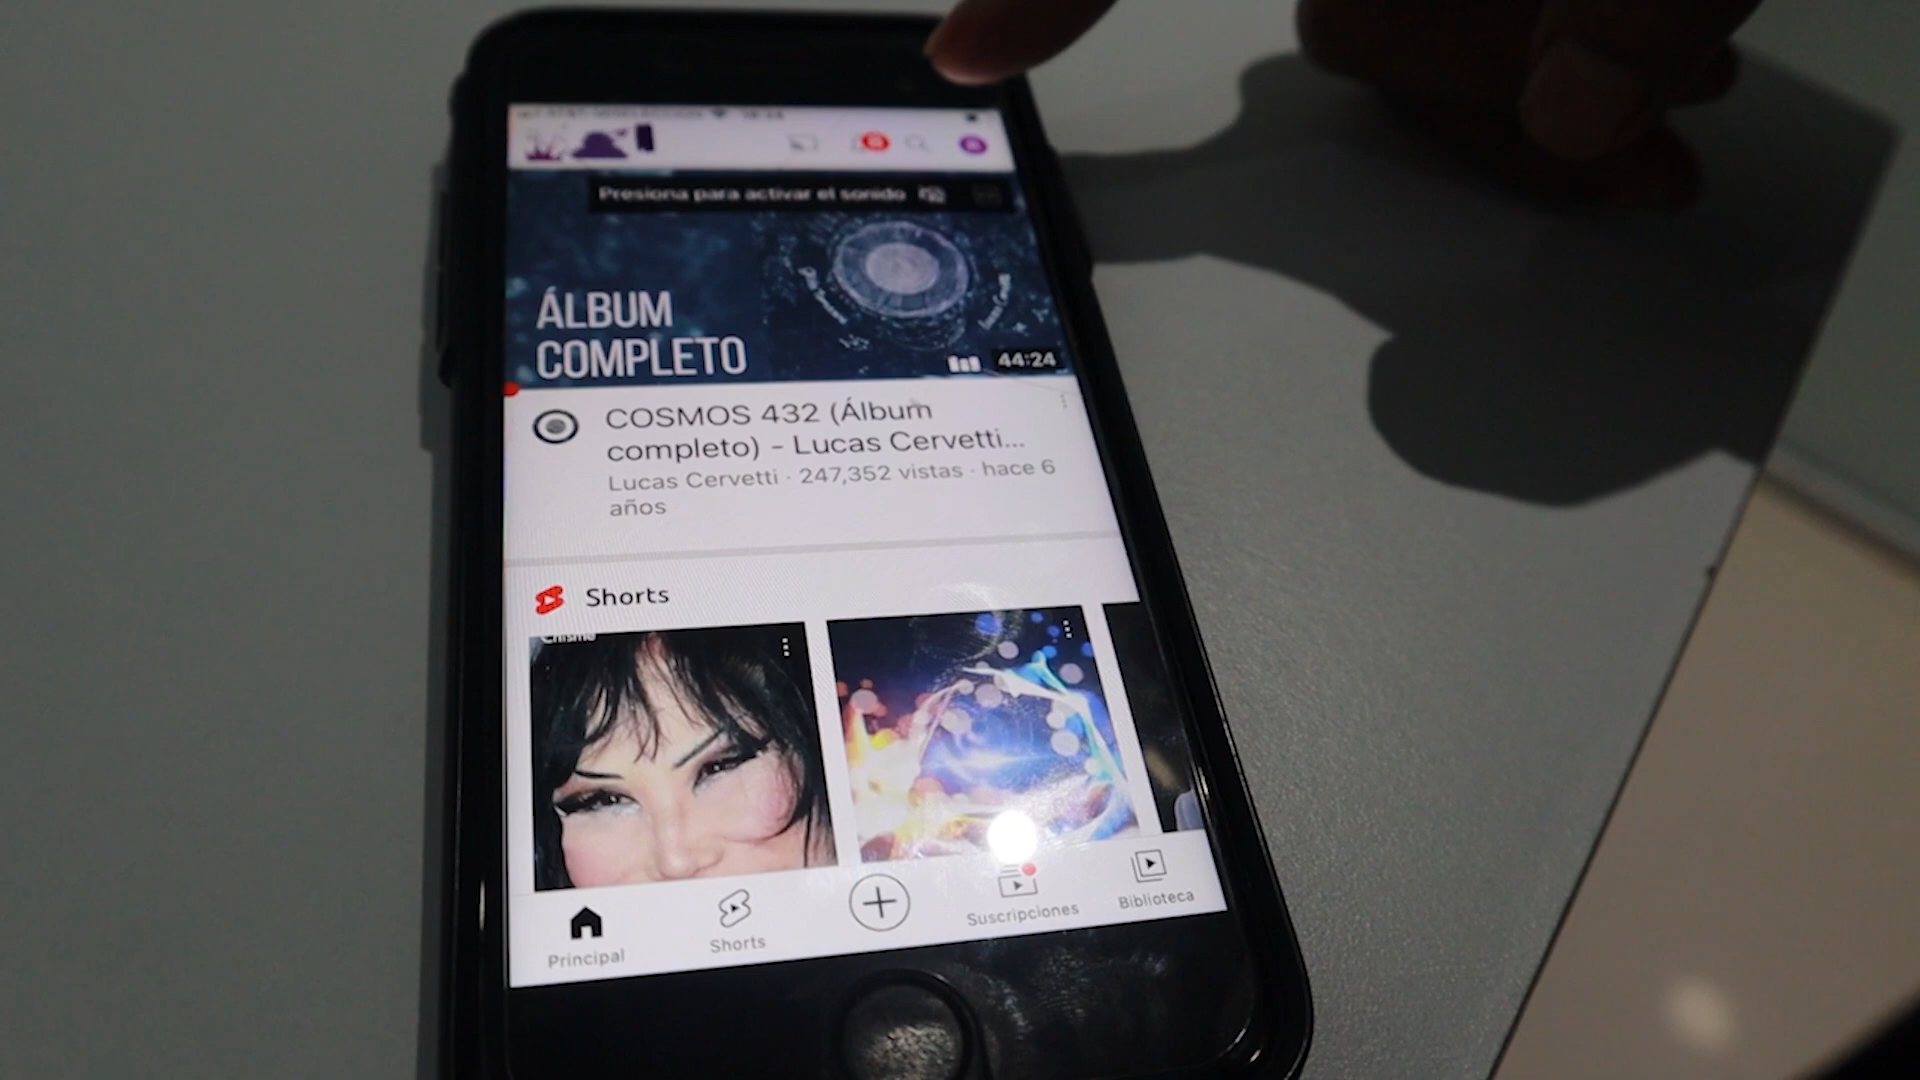 Presiona para activar el sonido
ÁLBUM
COMPLETO
44:24
COSMOS 432 (Álbum
completo) - Lucas Cervetti...
Lucas Cervetti · 247,352 vistas · hace 6
años
Shorts
Chisme
Principal
Shorts
Suscripciones
Biblioteca